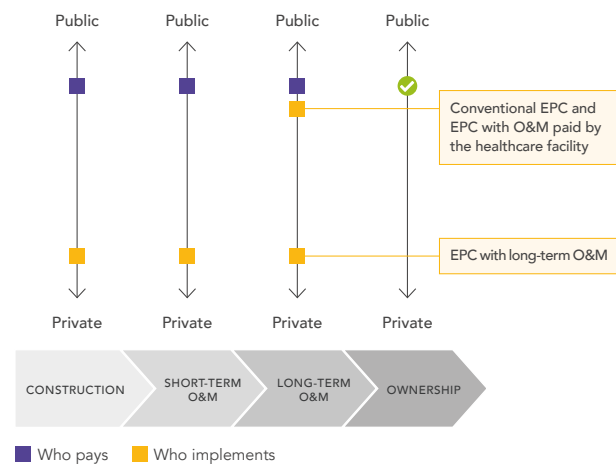 Public Public Public Public
Conventional EPC and
EPC with O&M paid by
the healthcare facility
EPC with long-term O&M
Private Private Private Private
CONSTRUCTION
SHORT-TERM
O&M
LONG-TERM
O&M
OWNERSHIP
Who pays Who implements